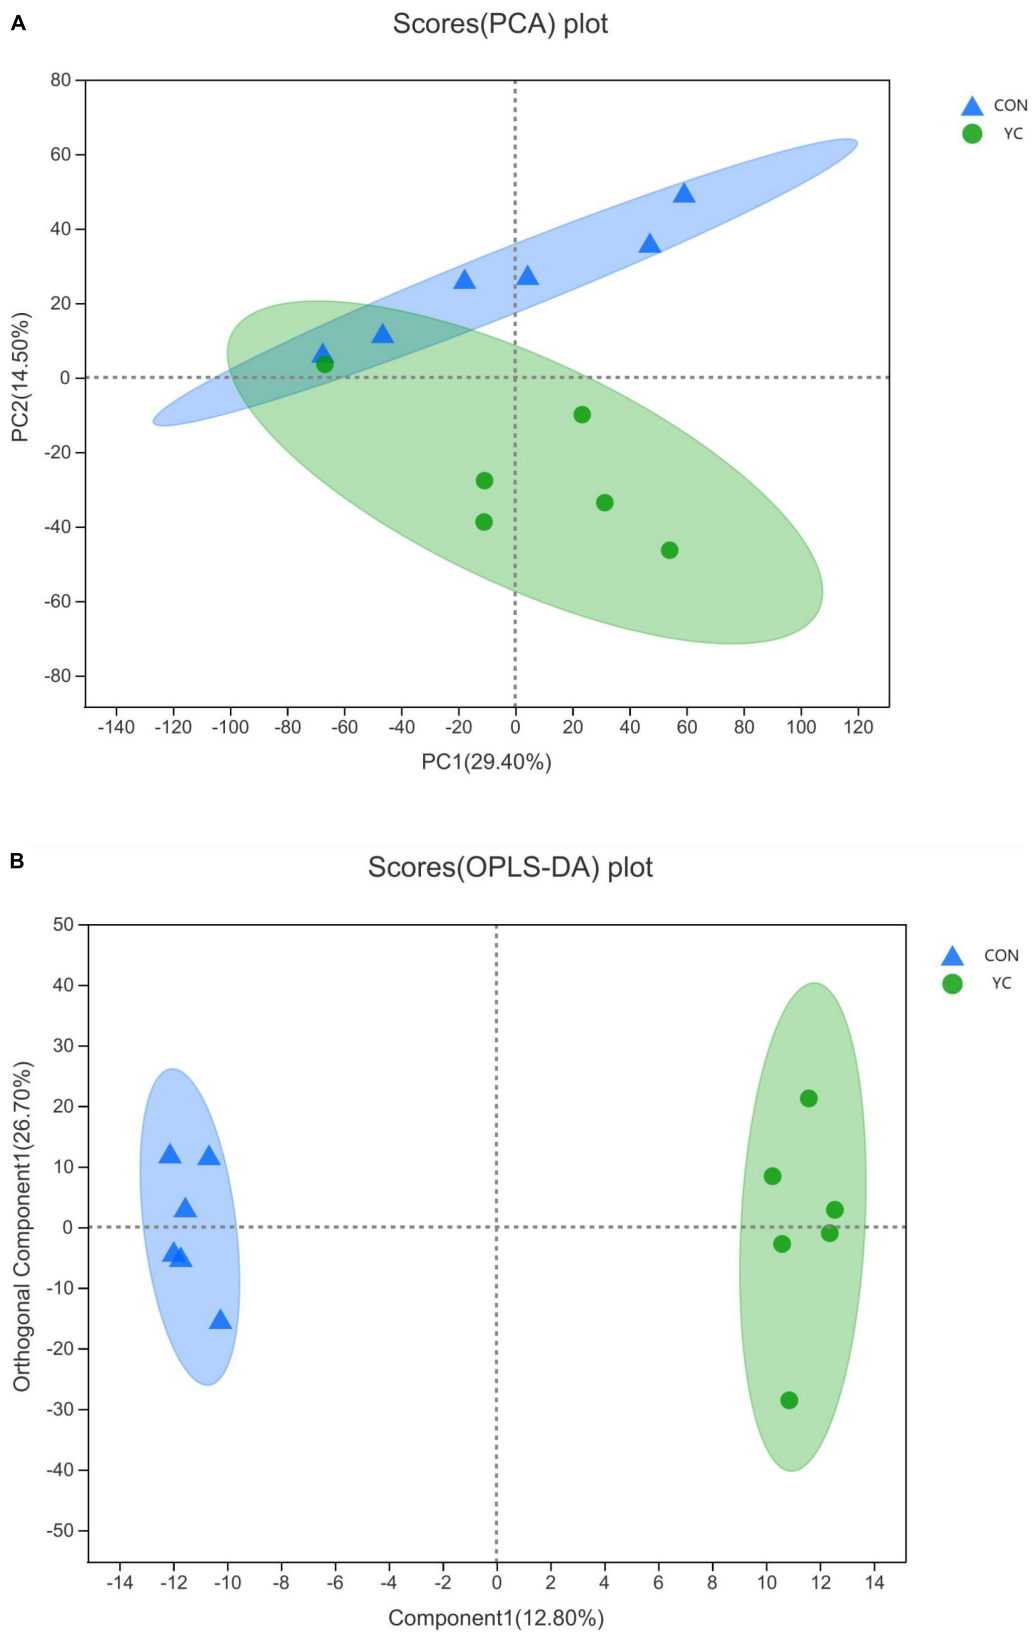 A
Scores(PCA) plot
80
60
40
20
0
-20
-40
-60
-80
PC2(14.50%)
-140 -120 -100 -80 -60 -40 -20 0 20 40 60 80 100 120
PC1(29.40%)
CON
YC
B
Scores(OPLS-DA) plot
50
40
30
20
10
0
-10
-20
-30
-40
-50
Orthogonal Component1(26.70%)
-14 -12 -10 -8 -6 -4 -2 0 2 4 6 8 10 12 14
Component1(12.80%)
CON
YC